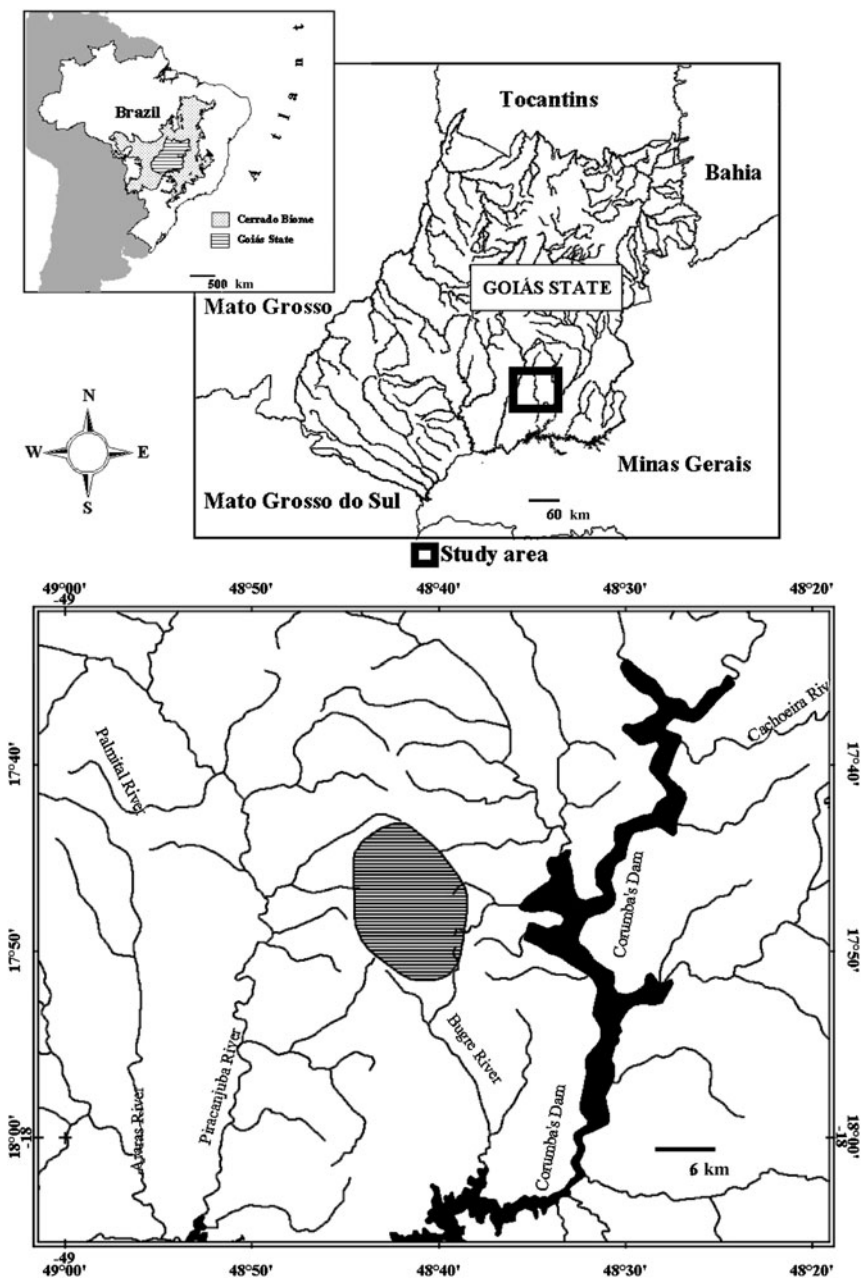 Brazil
A t l a n t
Cerrado Biome
Goiás State
500 km
Tocantins
Bahia
GOIÁS STATE
Mato Grosso
Minas Gerais
Mato Grosso do Sul
60 km
N
W E
S
Study area
49°00' 48°50' 48°40' 48°30' 48°20'
-49
Cachoeira Riv
17°40' 17°40'
Palmital River
Corumba's Dam
17°50' 17°50'
Bugre River
Piracanjuba River
Avaras River
Corumba's Dam
18°00' 18°00'
-18 -18
6 km
-49
49°00' 48°50' 48°40' 48°30' 48°20'